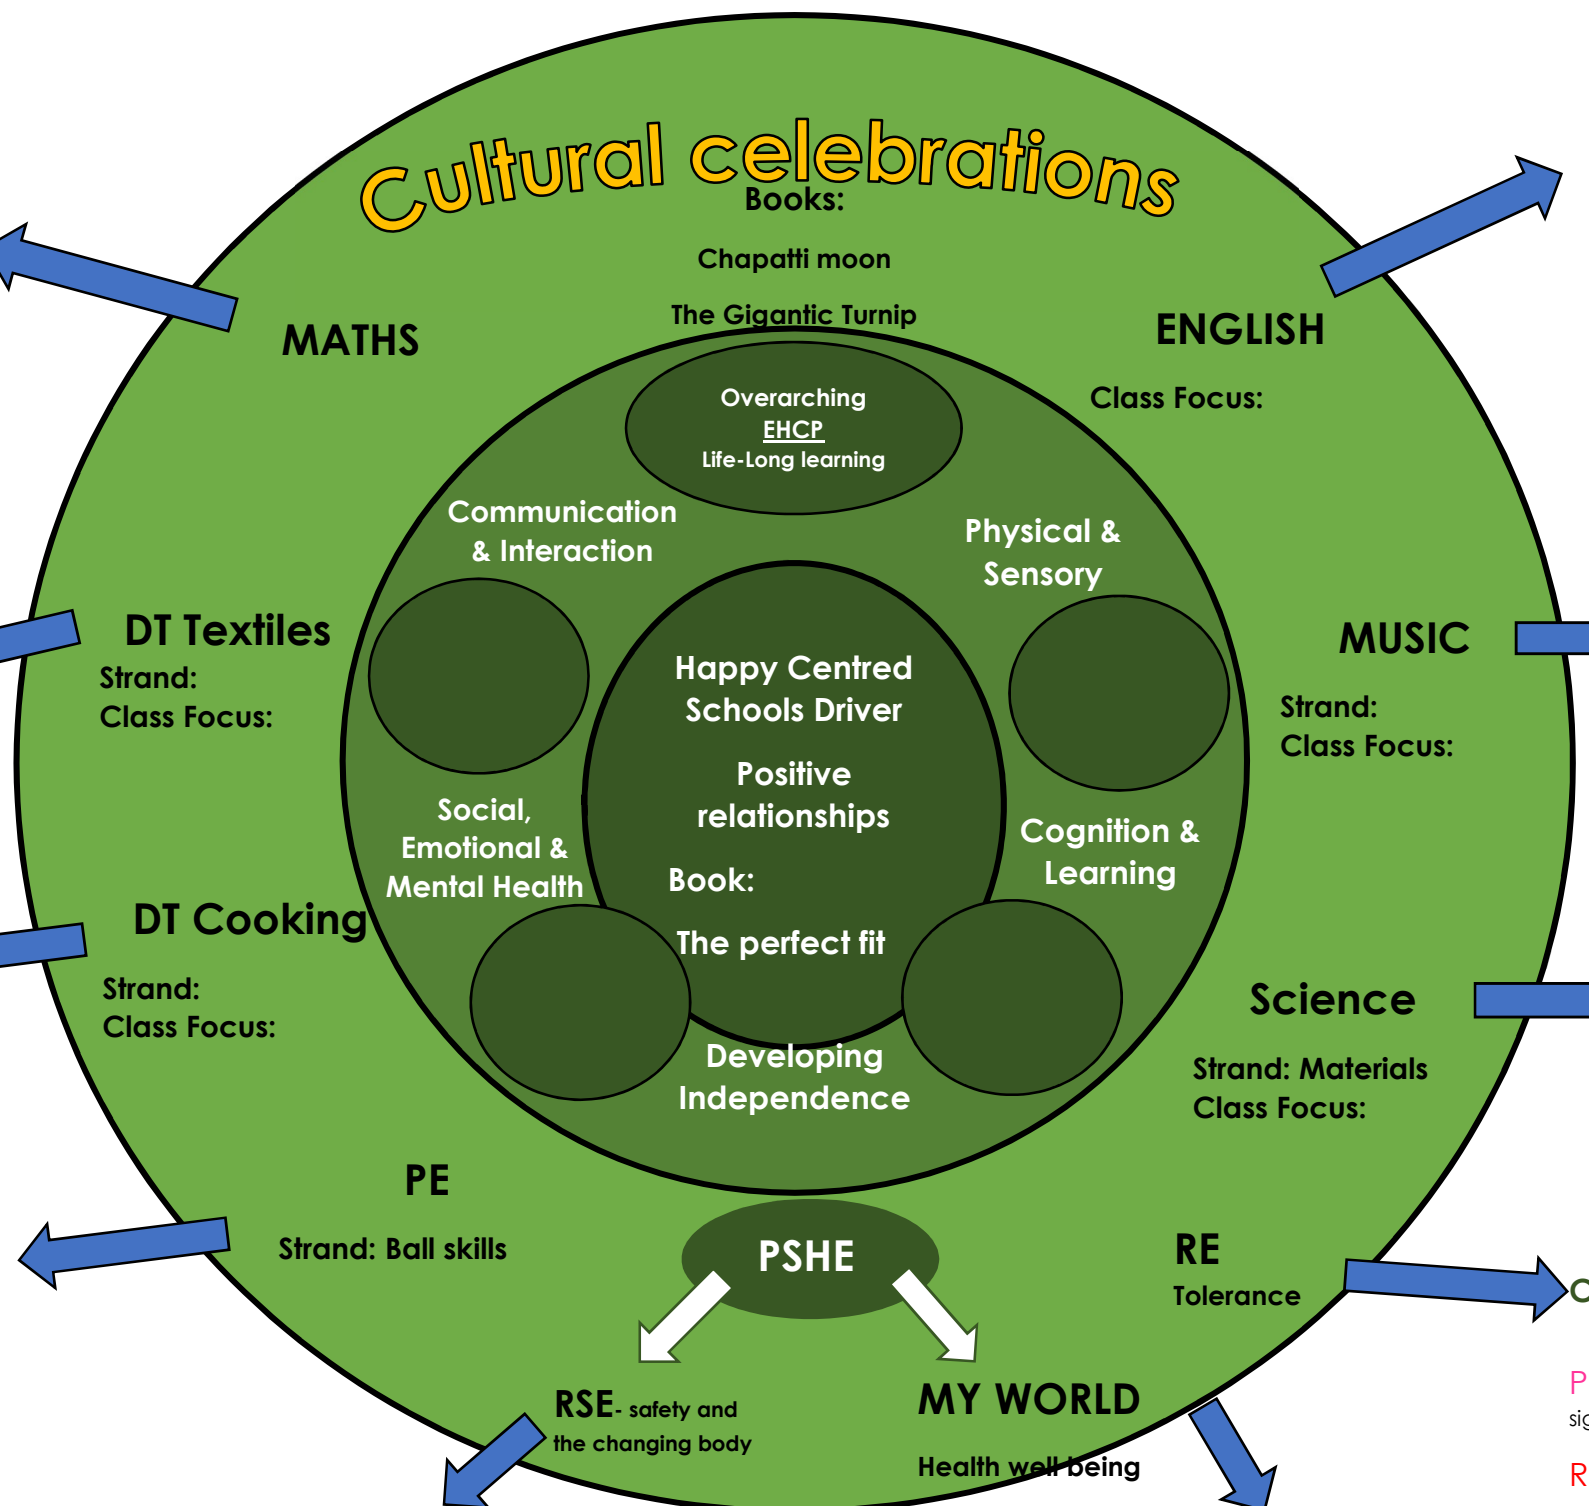 Cultural celebrations
Books:
Chapatti moon
The Gigantic Turnip
MATHS
ENGLISH
Class Focus:
Overarching
EHCP
Life-Long learning
Communication
& Interaction
Physical &
Sensory
DT Textiles
Strand:
Class Focus:
MUSIC
Strand:
Class Focus:
Happy Centred
Schools Driver
Positive
relationships
Book:
The perfect fit
Social,
Emotional &
Mental Health
Cognition &
Learning
DT Cooking
Strand:
Class Focus:
Science
Strand: Materials
Class Focus:
Developing
Independence
PE
Strand: Ball skills
PSHE
RE
Tolerance
RSE- safety and
the changing body
MY WORLD
Health well being